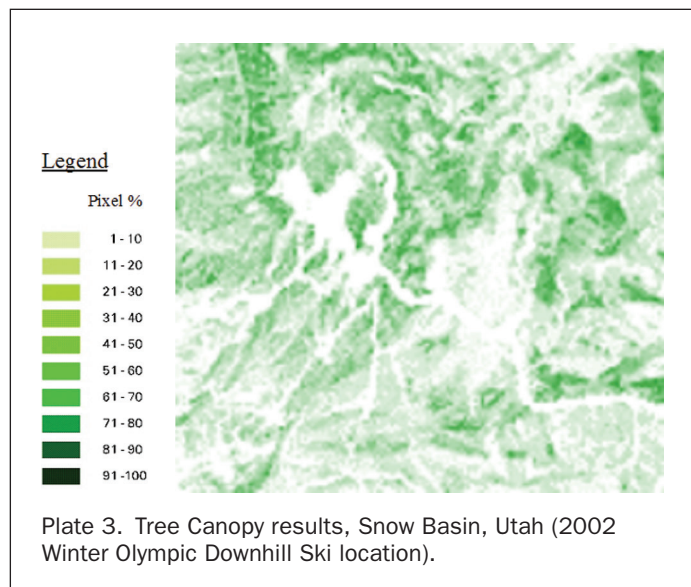 Legend
Pixel %
1 - 10
11 - 20
21 - 30
31 - 40
41 - 50
51 - 60
61 - 70
71 - 80
81 - 90
91 -100
Plate 3. Tree Canopy results, Snow Basin, Utah (2002
Winter Olympic Downhill Ski location).